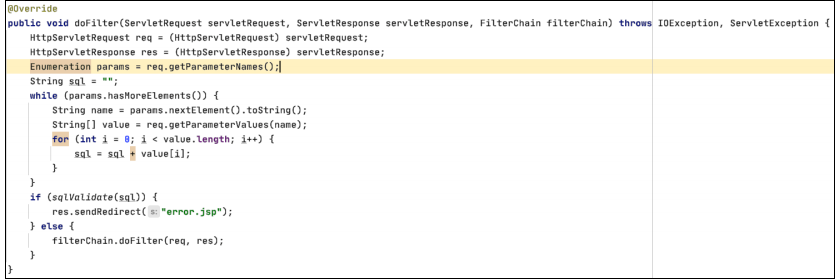 @Override
public void doFilter(ServletRequest servletRequest, ServletResponse servletResponse, FilterChain filterChain) throws IOException, ServletException {
    HttpServletRequest req = (HttpServletRequest) servletRequest;
    HttpServletResponse res = (HttpServletResponse) servletResponse;
    Enumeration params = req.getParameterNames();
    String sql = "";
    while (params.hasMoreElements()) {
        String name = params.nextElement().toString();
        String[] value = req.getParameterValues(name);
        for (int i = 0; i < value.length; i++) {
            sql = sql + value[i];
        }
    }
    if (sqlValidate(sql)) {
        res.sendRedirect( s: "error.jsp");
    } else {
        filterChain.doFilter(req, res);
    }
}